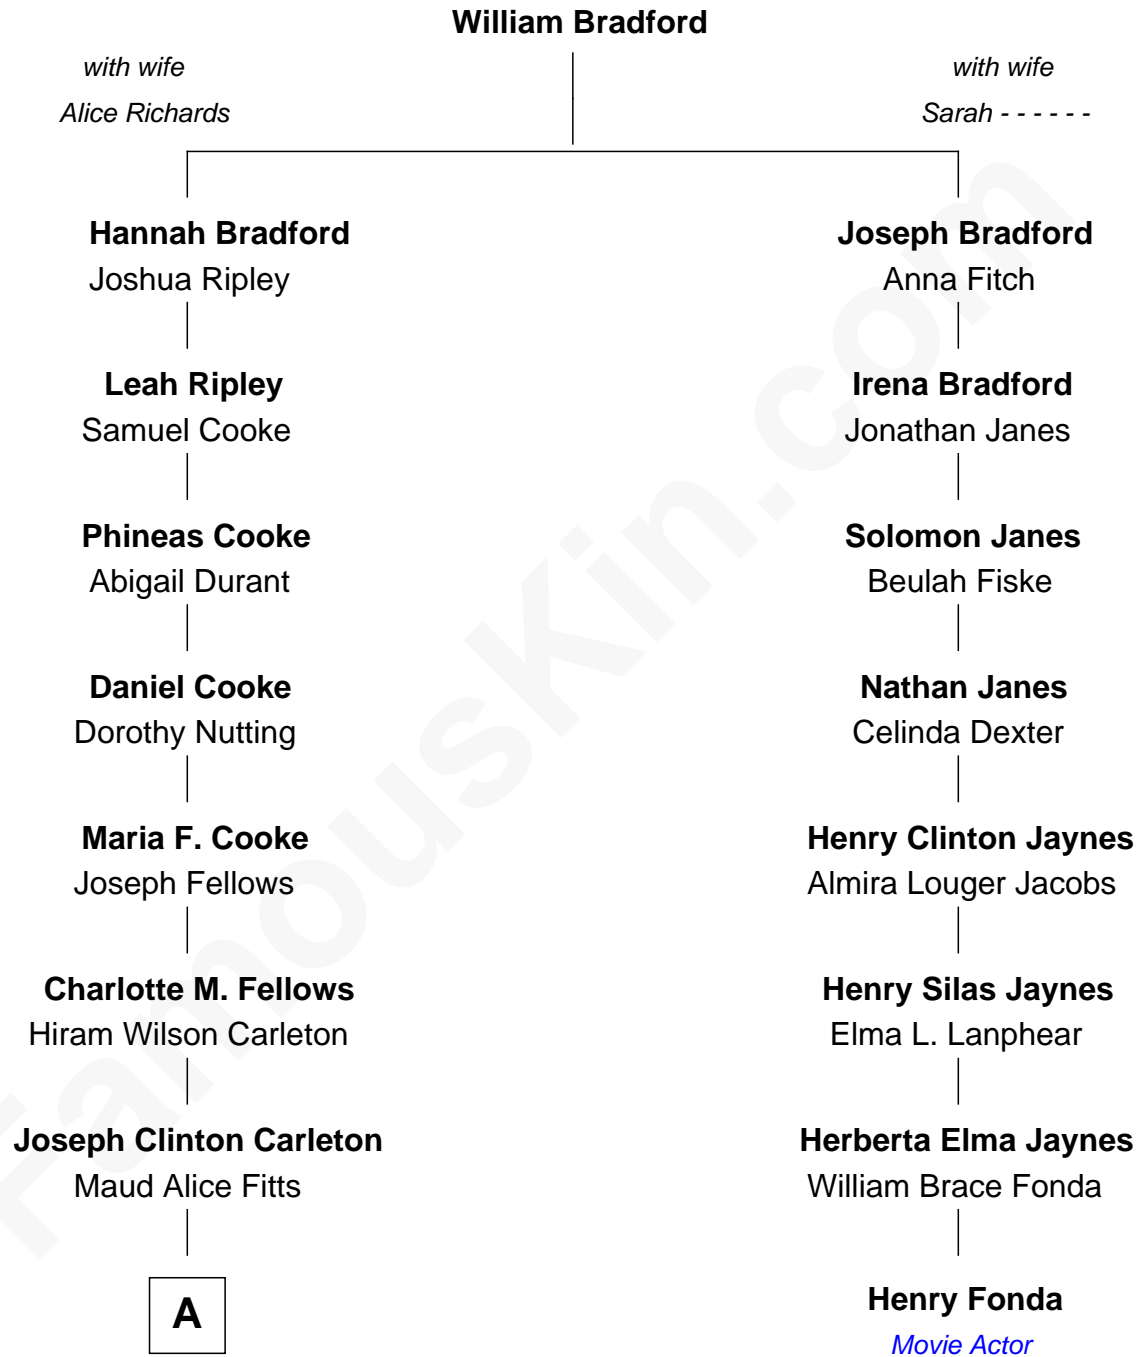 William Bradford
with wife
Alice Richards
with wife
Sarah - - - - - -
Hannah Bradford
Joshua Ripley
Joseph Bradford
Anna Fitch
Leah Ripley
Samuel Cooke
Irena Bradford
Jonathan Janes
Phineas Cooke
Abigail Durant
Solomon Janes
Beulah Fiske
Daniel Cooke
Dorothy Nutting
Nathan Janes
Celinda Dexter
Maria F. Cooke
Joseph Fellows
Henry Clinton Jaynes
Almira Louger Jacobs
Charlotte M. Fellows
Hiram Wilson Carleton
Henry Silas Jaynes
Elma L. Lanphear
Joseph Clinton Carleton
Maud Alice Fitts
Herberta Elma Jaynes
William Brace Fonda
A
Henry Fonda
Movie Actor
FamousKin.com